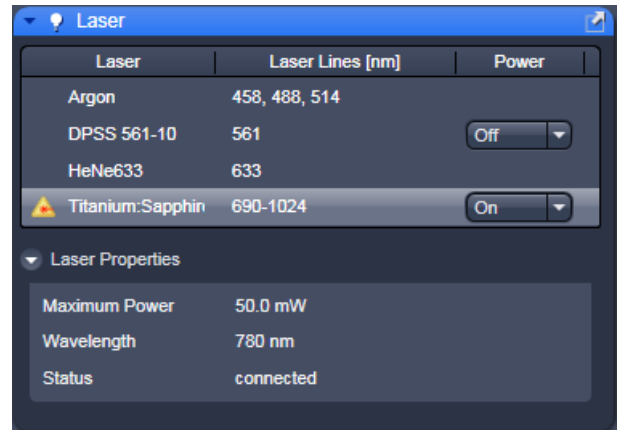 Laser
Laser Laser Lines [nm] Power
Argon 458, 488, 514
DPSS 561-10 561 Off
HeNe633 633
Titanium:Sapphir 690-1024 On
Laser Properties
Maximum Power 50.0 mW
Wavelength 780 nm
Status connected